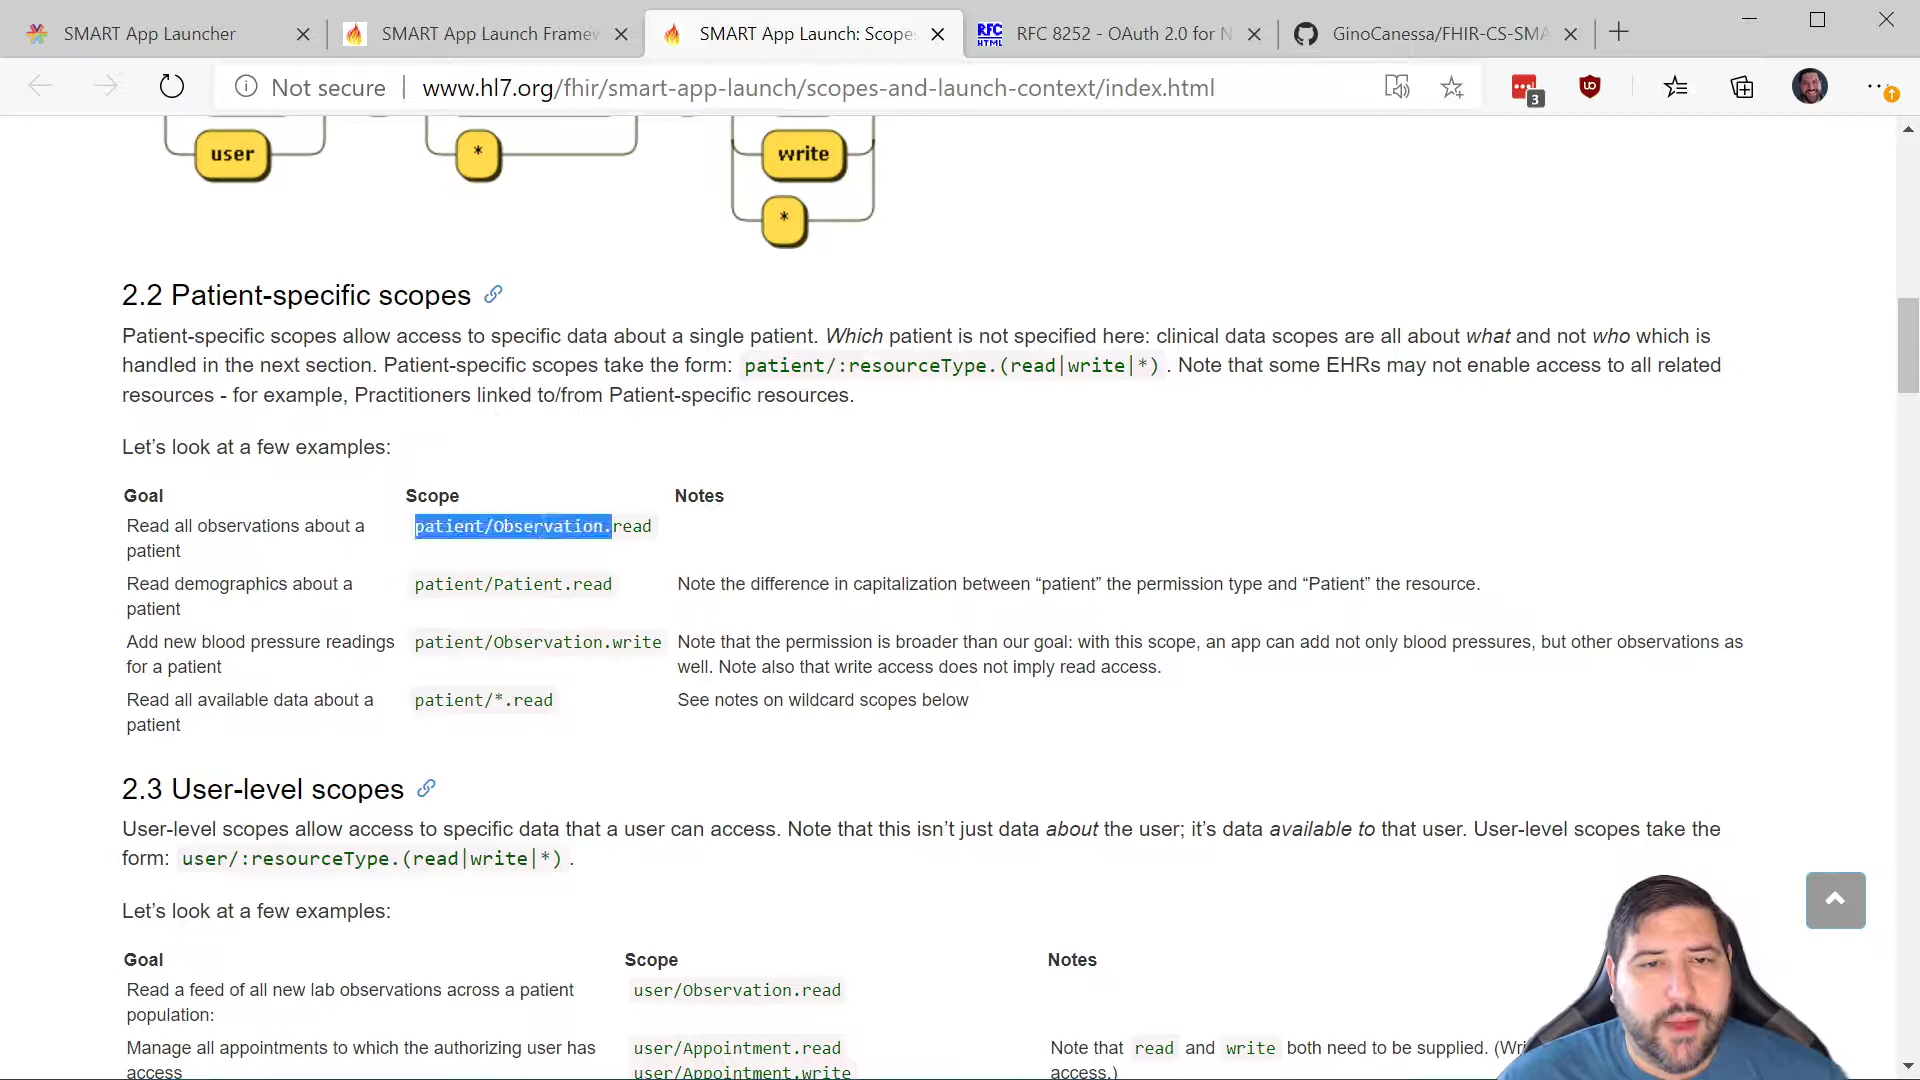 SMART App Launcher
SMART App Launch Framew
SMART App Launch: Scope
RFC HTML
RFC 8252 - OAuth 2.0 for N
GinoCanessa/FHIR-CS-SMA
Not secure
www.hl7.org/fhir/smart-app-launch/scopes-and-launch-context/index.html
3
user
*
write
*
2.2 Patient-specific scopes
Patient-specific scopes allow access to specific data about a single patient. Which patient is not specified here: clinical data scopes are all about what and not who which is
handled in the next section. Patient-specific scopes take the form: patient/:resourceType.(read|write|*) . Note that some EHRs may not enable access to all related
resources - for example, Practitioners linked to/from Patient-specific resources.
Let’s look at a few examples:
Goal Scope Notes
Read all observations about a patient/Observation.read
patient
Read demographics about a patient/Patient.read Note the difference in capitalization between “patient” the permission type and “Patient” the resource.
patient
Add new blood pressure readings patient/Observation.write Note that the permission is broader than our goal: with this scope, an app can add not only blood pressures, but other observations as
for a patient well. Note also that write access does not imply read access.
Read all available data about a patient/*.read See notes on wildcard scopes below
patient
2.3 User-level scopes
User-level scopes allow access to specific data that a user can access. Note that this isn’t just data about the user; it’s data available to that user. User-level scopes take the
form: user/:resourceType.(read|write|*) .
Let’s look at a few examples:
Goal Scope Notes
Read a feed of all new lab observations across a patient user/Observation.read
population:
Manage all appointments to which the authorizing user has user/Appointment.read Note that read and write both need to be supplied. (Wri
access user/Appointment.write access.)